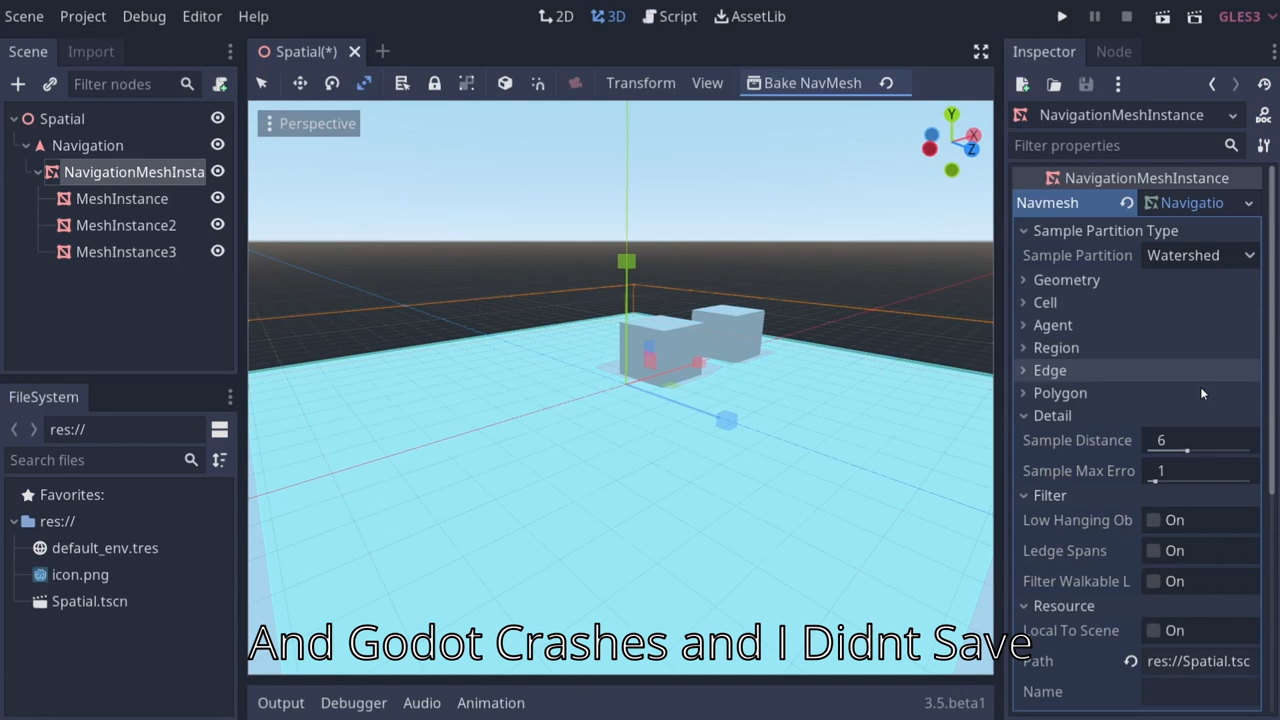 Scene Project Debug Editor Help
2D 3D Script AssetLib
GLES3
Scene Import
Filter nodes
Spatial
Navigation
NavigationMeshInsta
MeshInstance
MeshInstance2
MeshInstance3
FileSystem
res://
Search files
Favorites:
res://
default_env.tres
icon.png
Spatial.tscn
Spatial(*)
Transform View Bake NavMesh
Perspective
Y
X
Z
And Godot Crashes and I Didnt Save
Output Debugger Audio Animation 3.5.beta1
Inspector Node
NavigationMeshInstance
Filter properties
NavigationMeshInstance
Navmesh Navigatio
Sample Partition Type
Sample Partition Watershed
Geometry
Cell
Agent
Region
Edge
Polygon
Detail
Sample Distance 6
Sample Max Erro 1
Filter
Low Hanging Ob On
Ledge Spans On
Filter Walkable L On
Resource
Local To Scene On
Path res://Spatial.tsc
Name